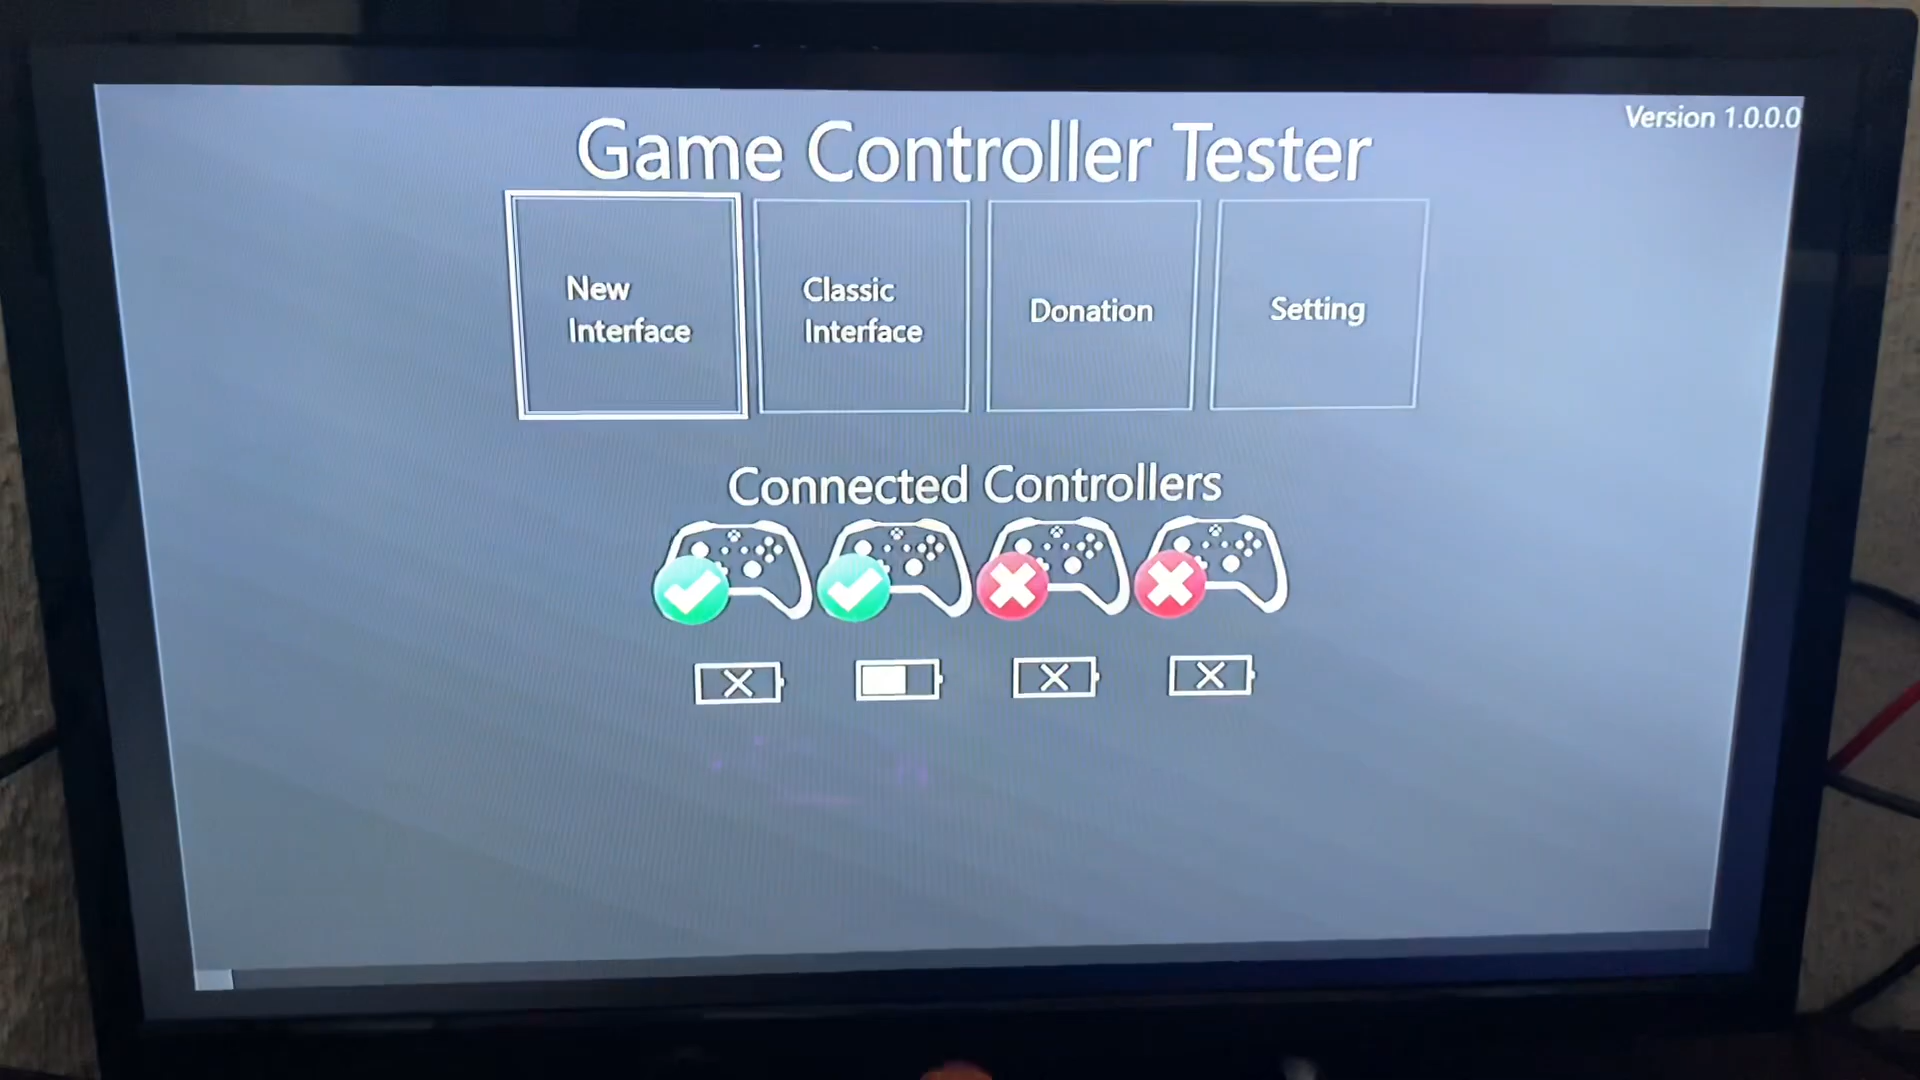 Version 1.0.0.0
Game Controller Tester
New
Interface
Classic
Interface
Donation
Setting
Connected Controllers